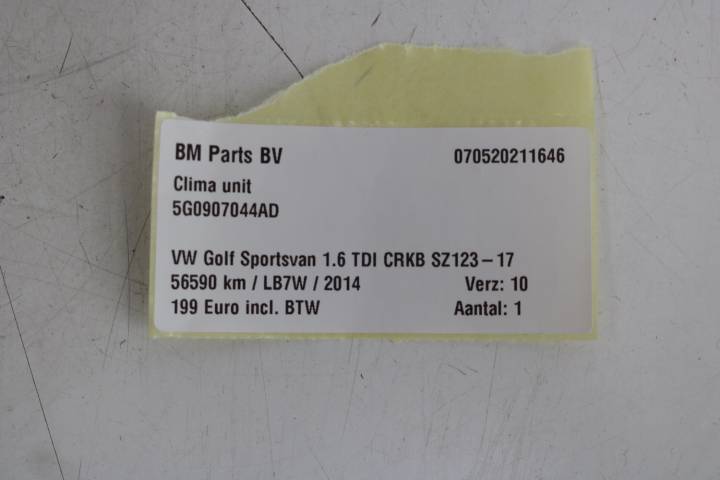 BM Parts BV 070520211646
Clima unit
5G0907044AD
VW Golf Sportsvan 1.6 TDI CRKB SZ123-17
56590 km / LB7W / 2014 Verz: 10
199 Euro incl. BTW Aantal: 1